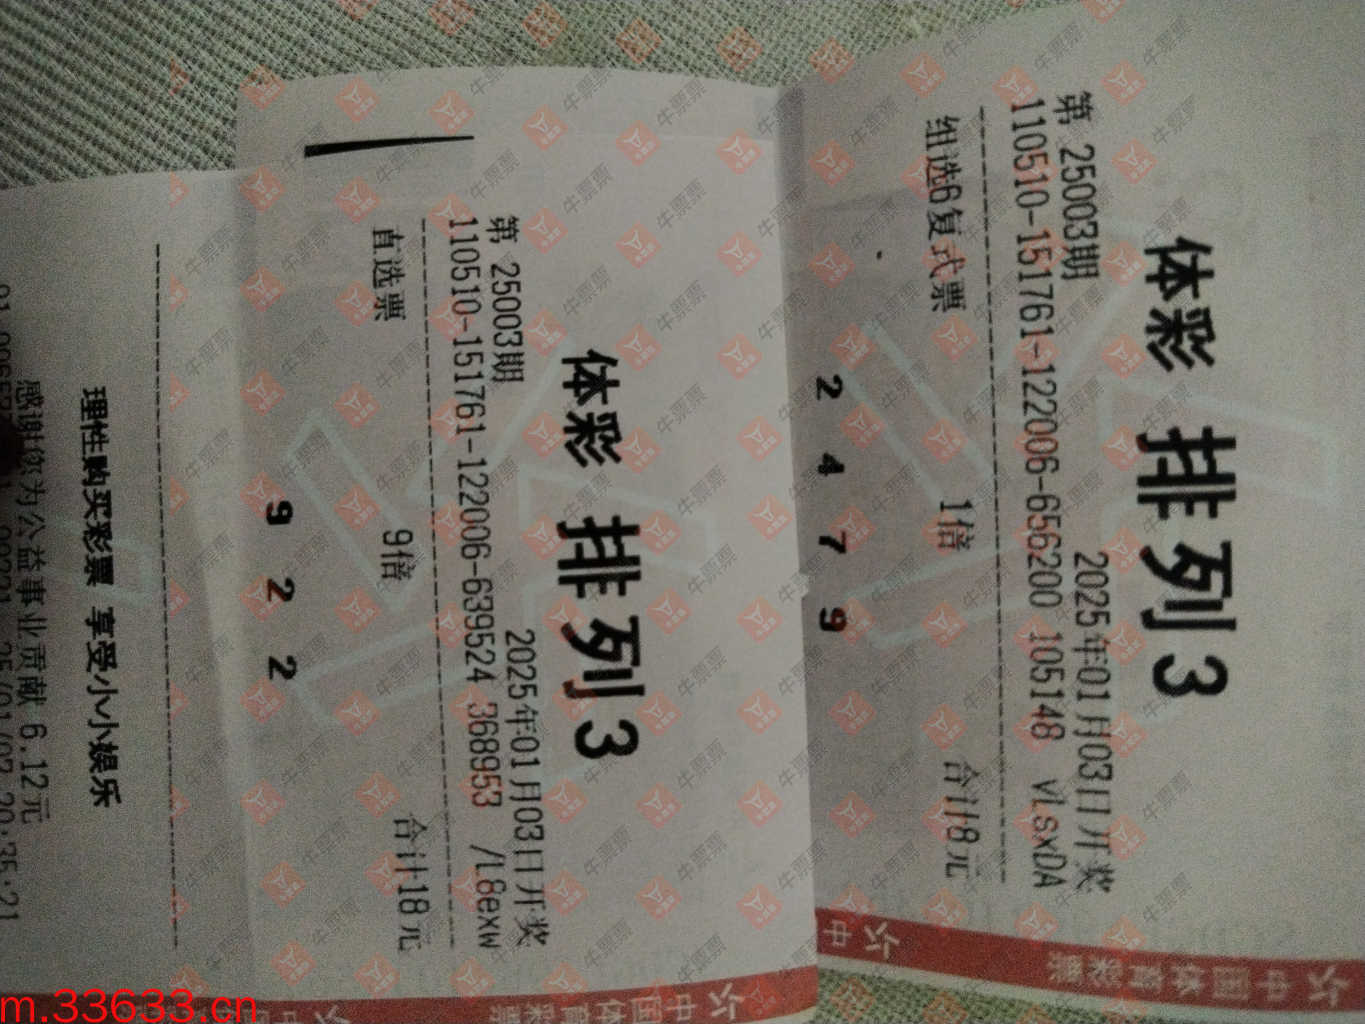 体彩 排列3
第 25003期 2025年01月03日开奖
110510-151761-122006-656200 105148 vLsxDA
组选6复式票 1倍 合计8元
2 4 7 9
中国体育彩票
体彩 排列3
第 25003期 2025年01月03日开奖
110510-151761-122006-639524 368953 /L8exw
直选票 9倍 合计18元
9 2 2
理性购买彩票 享受小小娱乐
感谢您为公益事业贡献 6.12元
中国体育彩票
牛票票
m.33633.cn